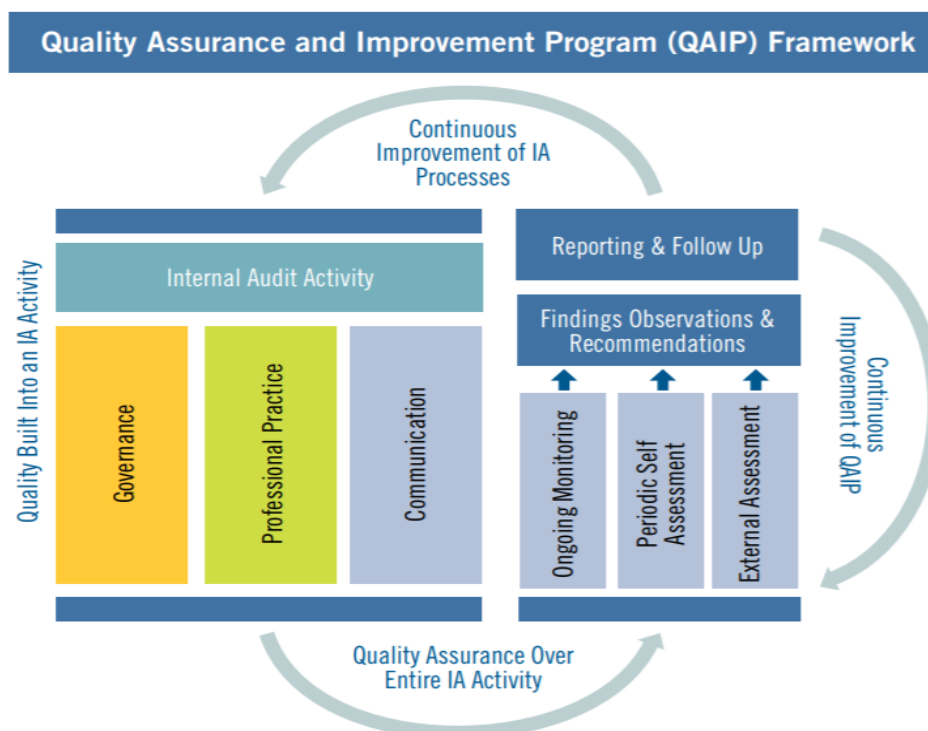 Quality Assurance and Improvement Program (QAIP) Framework
Continuous
Improvement of IA
Processes
Quality Built Into an IA Activity
Internal Audit Activity
Governance
Professional Practice
Communication
Reporting & Follow Up
Findings Observations &
Recommendations
Ongoing Monitoring
Periodic Self
Assessment
External Assessment
Continuous
Improvement of QAIP
Quality Assurance Over
Entire IA Activity